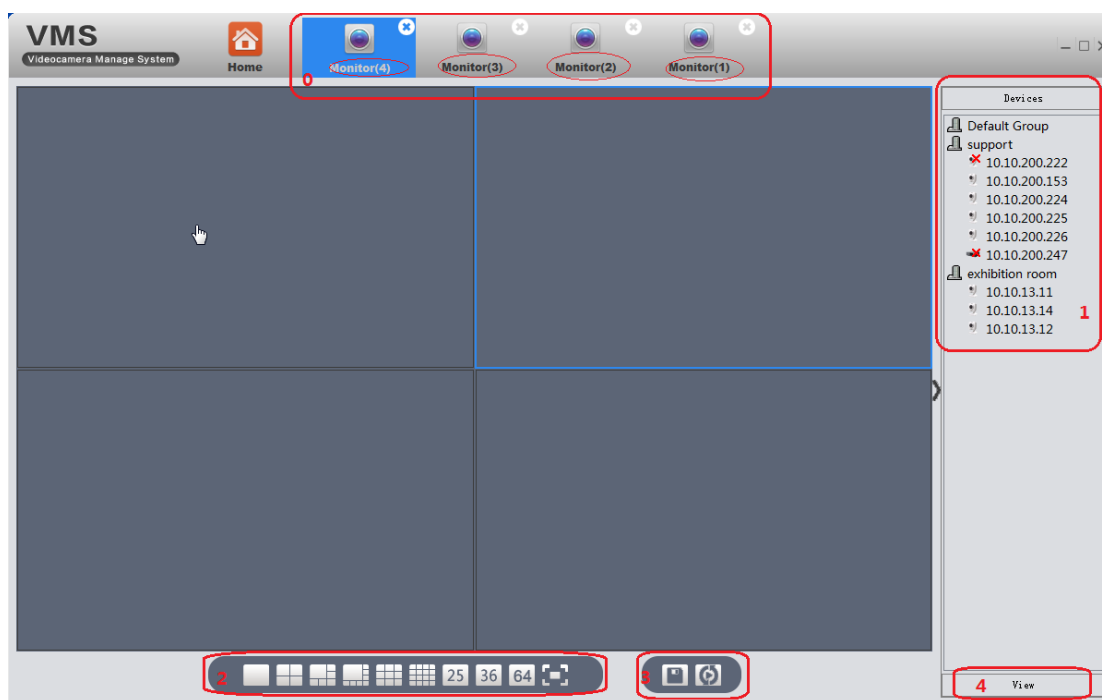 VMS
Videocamera Manage System
Home
Monitor(4)
Monitor(3)
Monitor(2)
Monitor(1)
0
Devices
Default Group
support
10.10.200.222
10.10.200.153
10.10.200.224
10.10.200.225
10.10.200.226
10.10.200.247
exhibition room
10.10.13.11
10.10.13.14
10.10.13.12
1
2
25
36
64
3
4
View